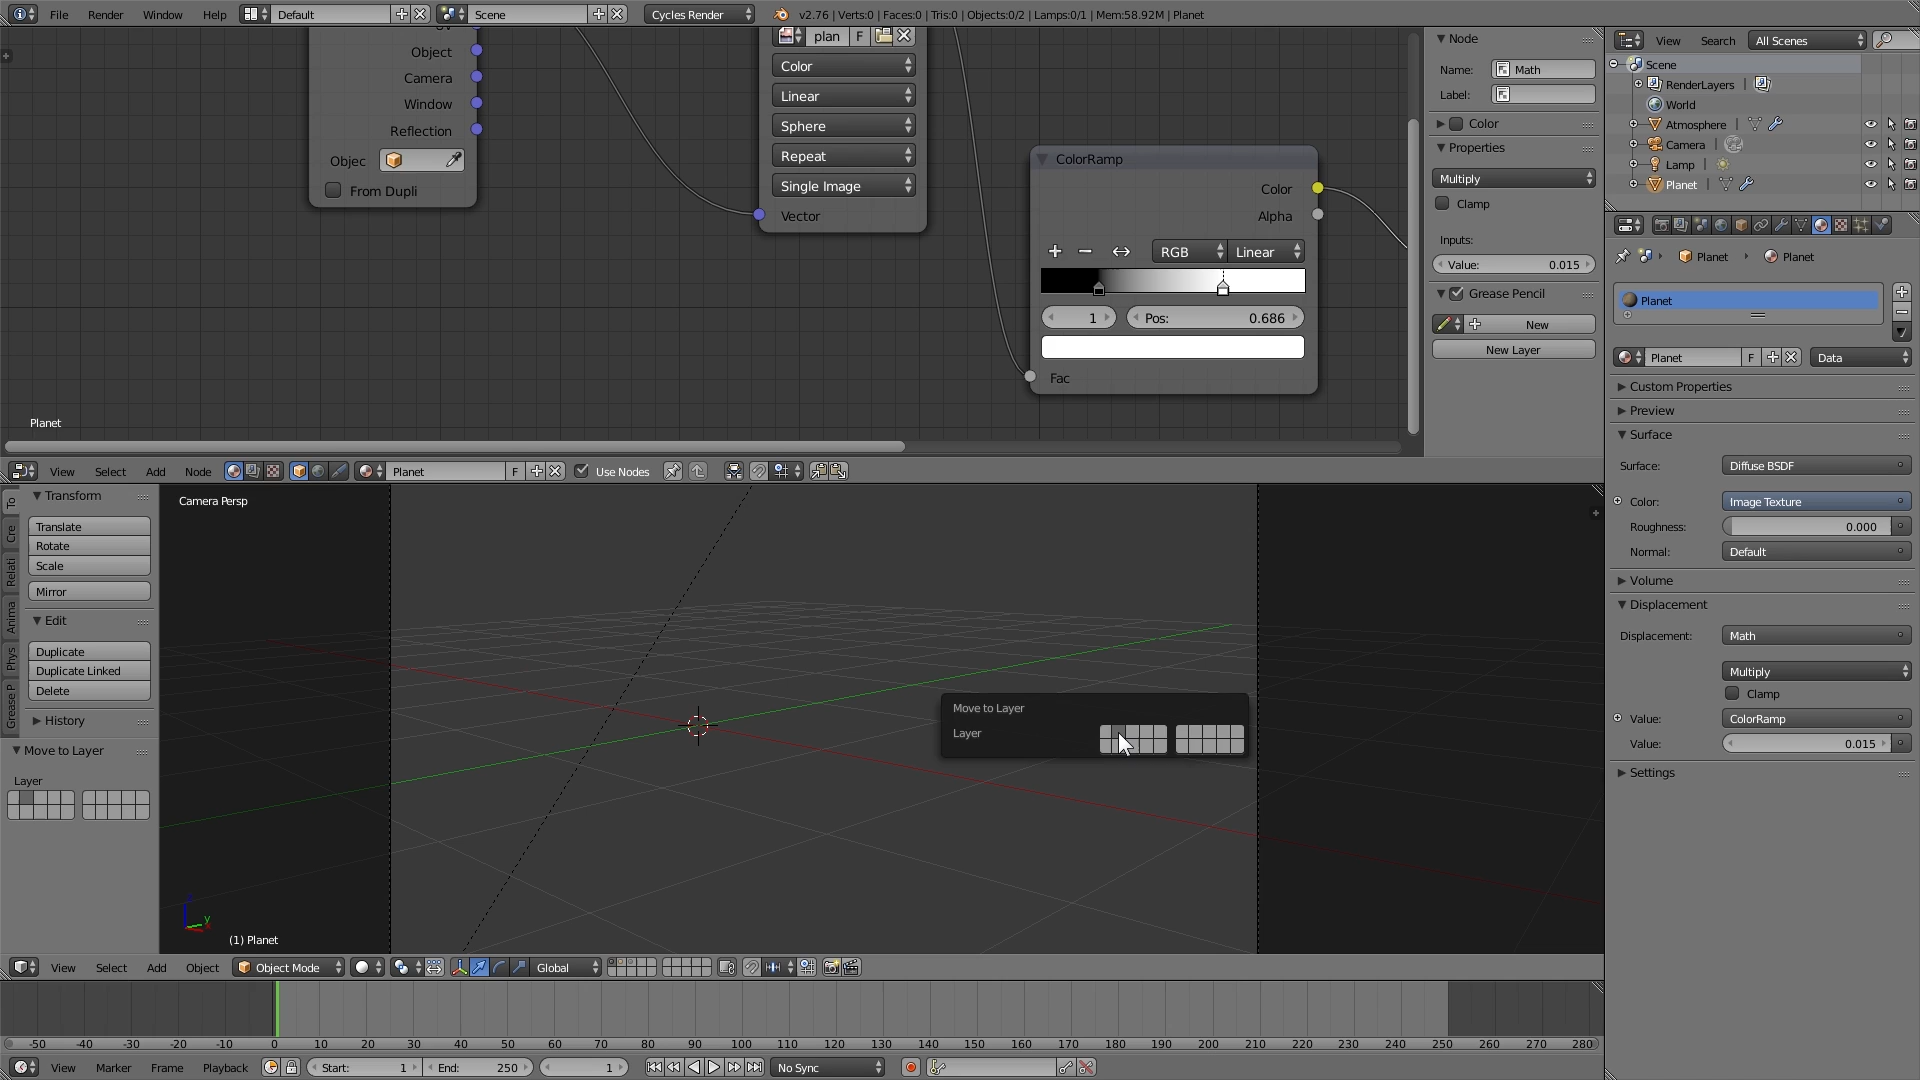 File Render Window Help Default Scene Cycles Render v2.76 | Verts:0 | Faces:0 | Tris:0 | Objects:0/2 | Lamps:0/1 | Mem:58.92M | Planet
Object
Camera
Window
Reflection
Objec
From Dupli
plan F
Color
Linear
Sphere
Repeat
Single Image
Vector
ColorRamp
Color
Alpha
RGB Linear
1 Pos: 0.686
Fac
Planet
Node
Name: Math
Label:
Color
Properties
Multiply
Clamp
Inputs:
Value: 0.015
Grease Pencil
New
New Layer
View Search All Scenes
Scene
RenderLayers
World
Atmosphere
Camera
Lamp
Planet
Planet Planet
Planet
Planet F Data
Custom Properties
Preview
Surface
Surface: Diffuse BSDF
Color: Image Texture
Roughness: 0.000
Normal: Default
Volume
Displacement
Displacement: Math
Multiply
Clamp
Value: ColorRamp
Value: 0.015
Settings
View Select Add Node Planet F Use Nodes
To
Cre
Relati
Anima
Phys
Grease P
Transform
Translate
Rotate
Scale
Mirror
Edit
Duplicate
Duplicate Linked
Delete
History
Move to Layer
Layer
Camera Persp
Move to Layer
Layer
y
(1) Planet
View Select Add Object Object Mode Global
-50 -40 -30 -20 -10 0 10 20 30 40 50 60 70 80 90 100 110 120 130 140 150 160 170 180 190 200 210 220 230 240 250 260 270 280
View Marker Frame Playback Start: 1 End: 250 1 No Sync